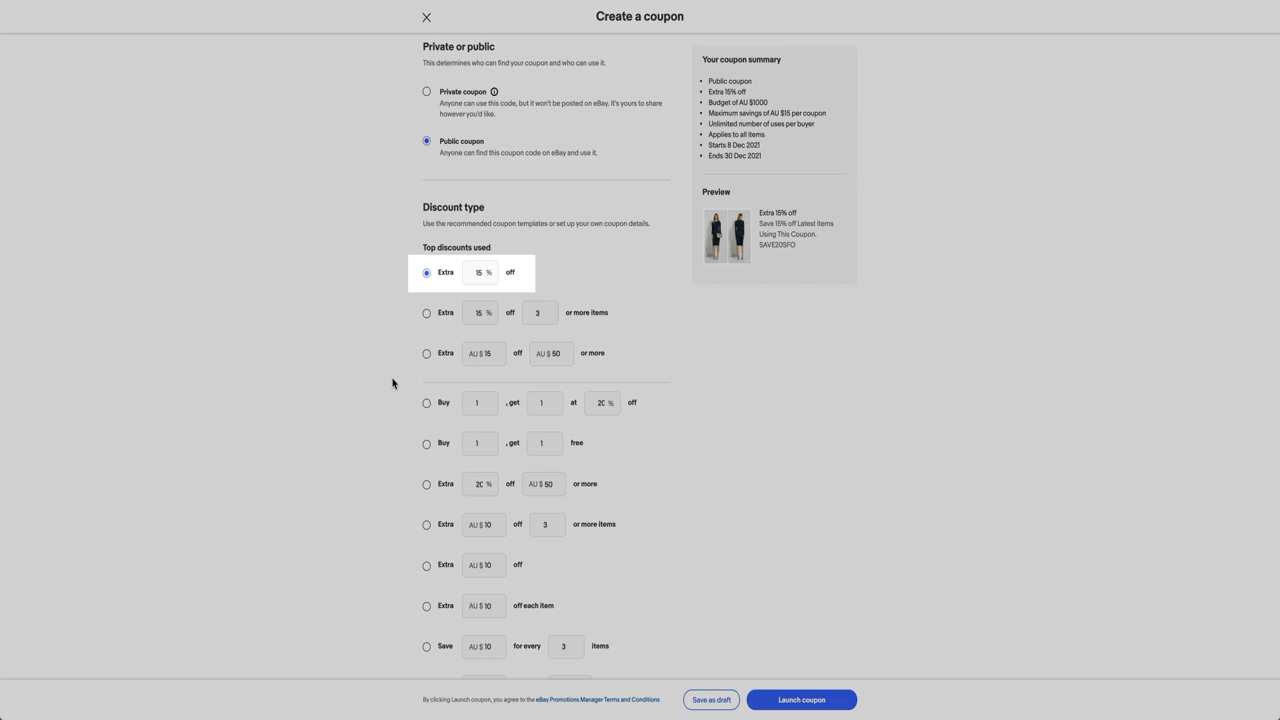 Create a coupon
Private or public
This determines who can find your coupon and who can use it.
Private coupon
Anyone can use this code, but it won't be posted on eBay. It's yours to share
however you'd like.
Public coupon
Anyone can find this coupon code on eBay and use it.
Discount type
Use the recommended coupon templates or set up your own coupon details.
Top discounts used
Extra 15 % off
Extra 15 % off 3 or more items
Extra AU $ 15 off AU $ 50 or more
Buy 1 , get 1 at 20 % off
Buy 1 , get 1 free
Extra 20 % off AU $ 50 or more
Extra AU $ 10 off 3 or more items
Extra AU $ 10 off
Extra AU $ 10 off each item
Save AU $ 10 for every 3 items
Your coupon summary
• Public coupon
• Extra 15% off
• Budget of AU $1000
• Maximum savings of AU $15 per coupon
• Unlimited number of uses per buyer
• Applies to all items
• Starts 8 Dec 2021
• Ends 30 Dec 2021
Preview
Extra 15% off
Save 15% off Latest Items
Using This Coupon.
SAVE20SFO
By clicking Launch coupon, you agree to the eBay Promotions Manager Terms and Conditions
Save as draft
Launch coupon